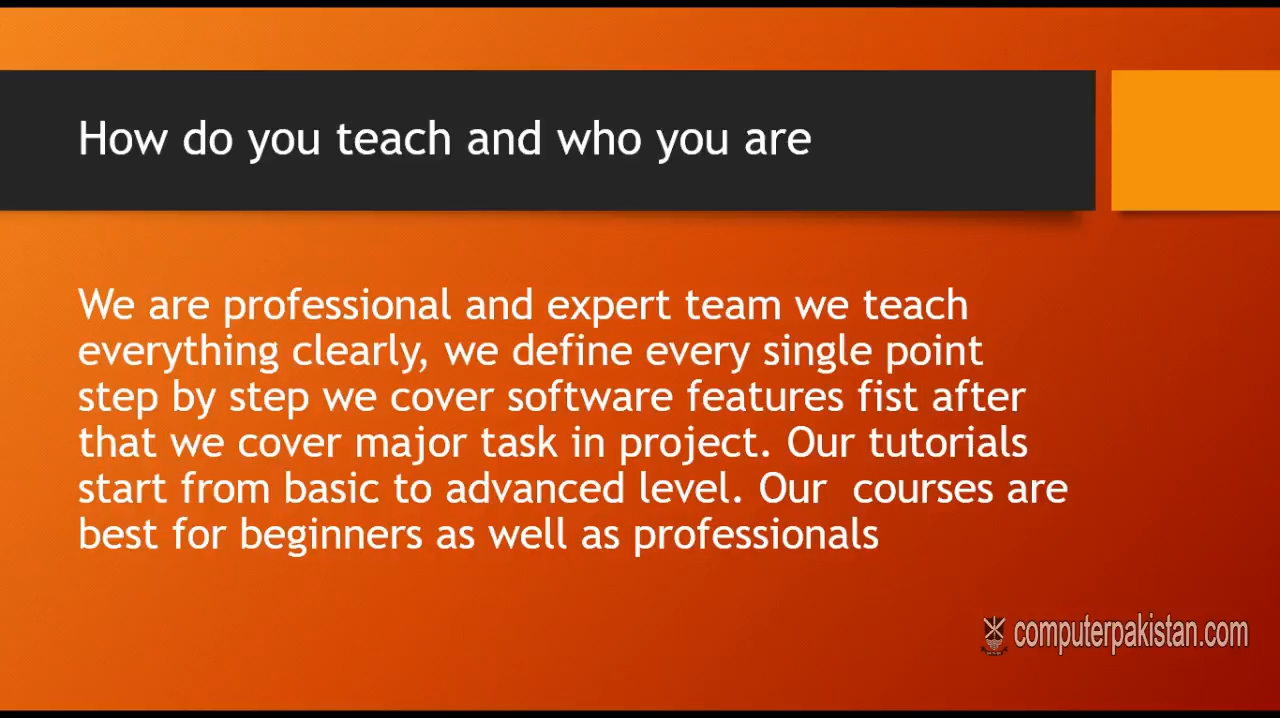 How do you teach and who you are
We are professional and expert team we teach
everything clearly, we define every single point
step by step we cover software features fist after
that we cover major task in project. Our tutorials
start from basic to advanced level. Our  courses are
best for beginners as well as professionals
computerpakistan.com